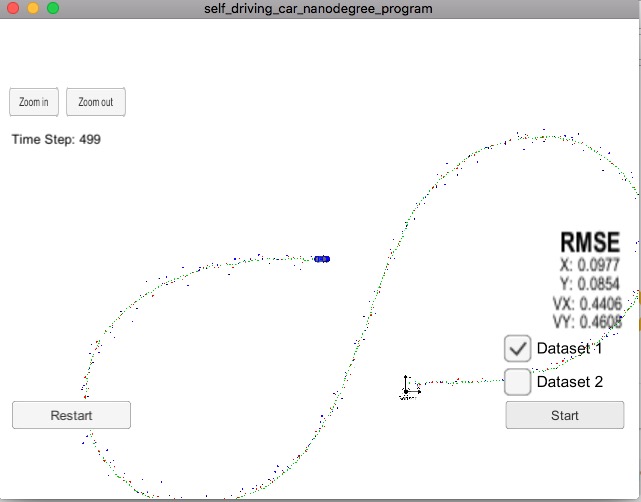 self_driving_car_nanodegree_program
Zoom in
Zoom out
Time Step: 499
RMSE
X: 0.0977
Y: 0.0854
VX: 0.4406
VY: 0.4608
Dataset 1
Dataset 2
Restart
Start